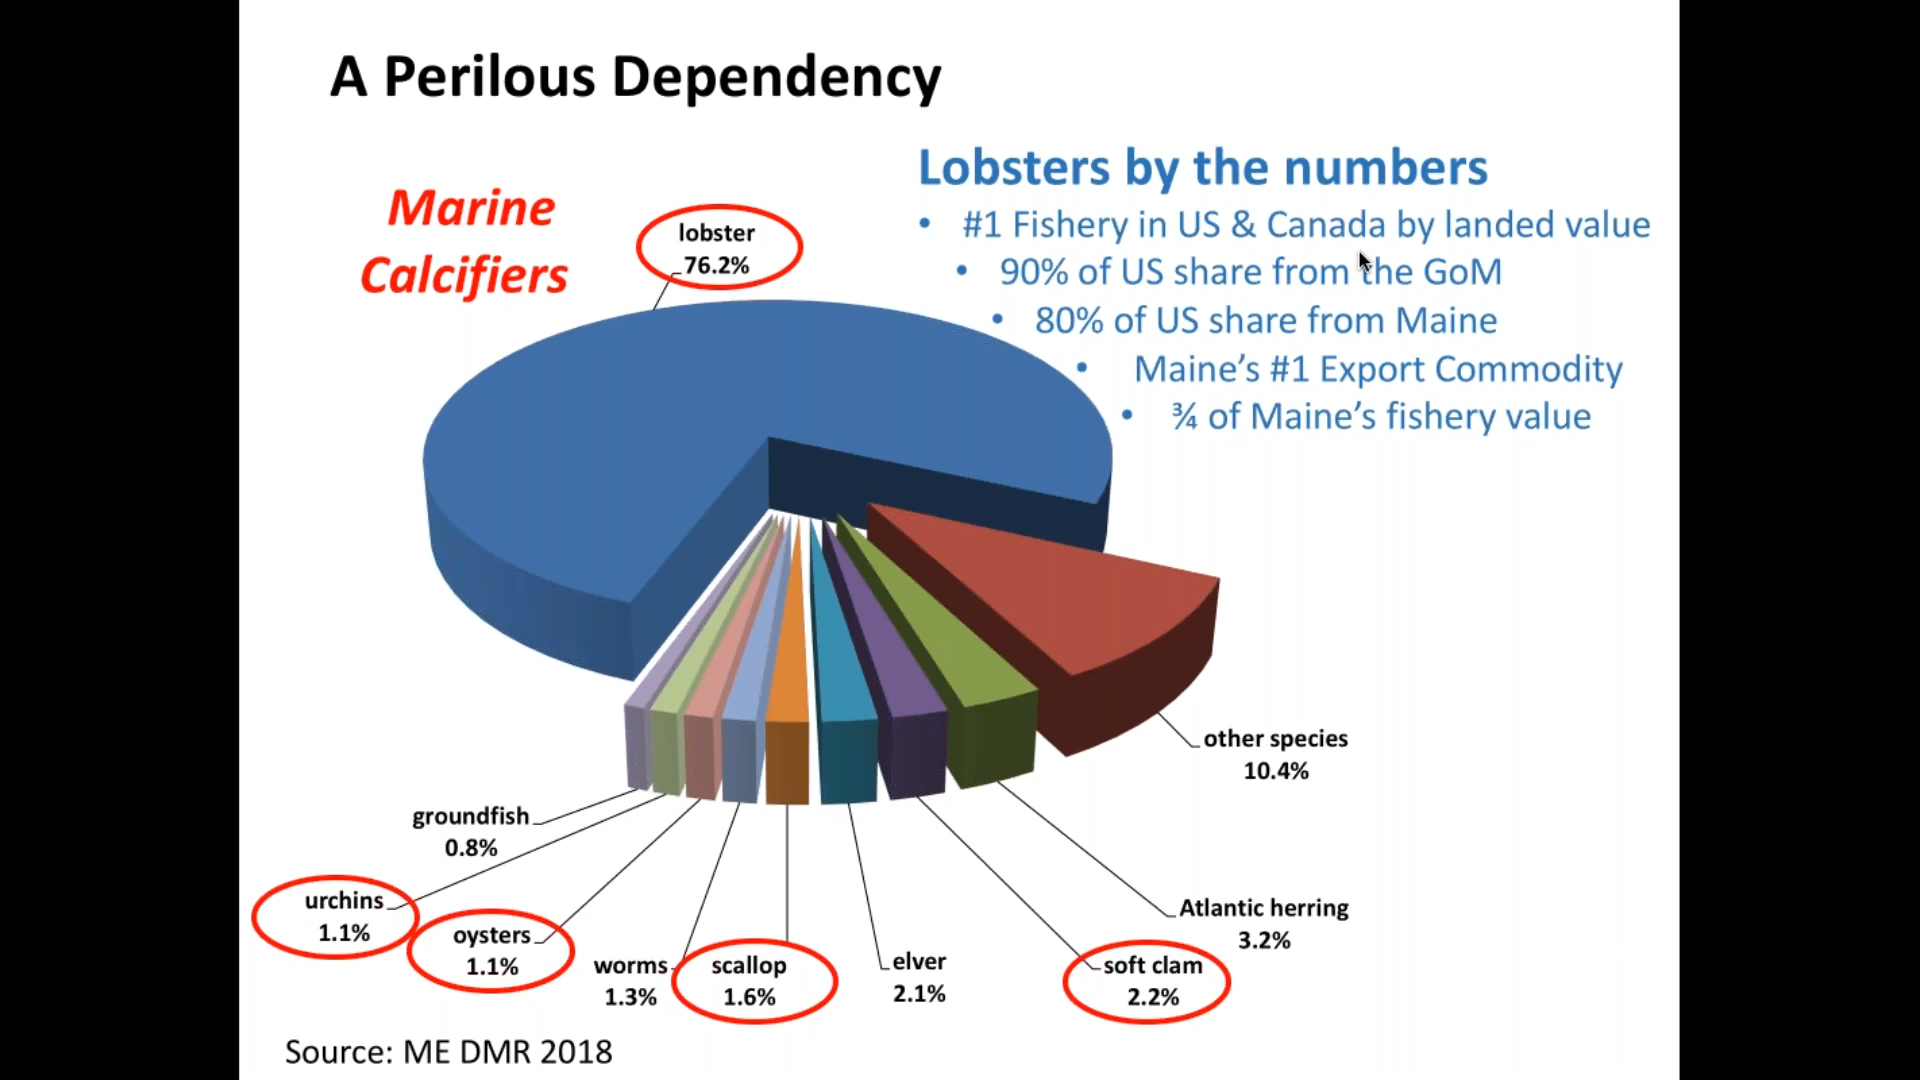 A Perilous Dependency
Marine
Calcifiers
Lobsters by the numbers
• #1 Fishery in US & Canada by landed value
• 90% of US share from the GoM
• 80% of US share from Maine
• Maine’s #1 Export Commodity
• ¾ of Maine’s fishery value
lobster
76.2%
other species
10.4%
Atlantic herring
3.2%
soft clam
2.2%
elver
2.1%
scallop
1.6%
worms
1.3%
oysters
1.1%
urchins
1.1%
groundfish
0.8%
Source: ME DMR 2018